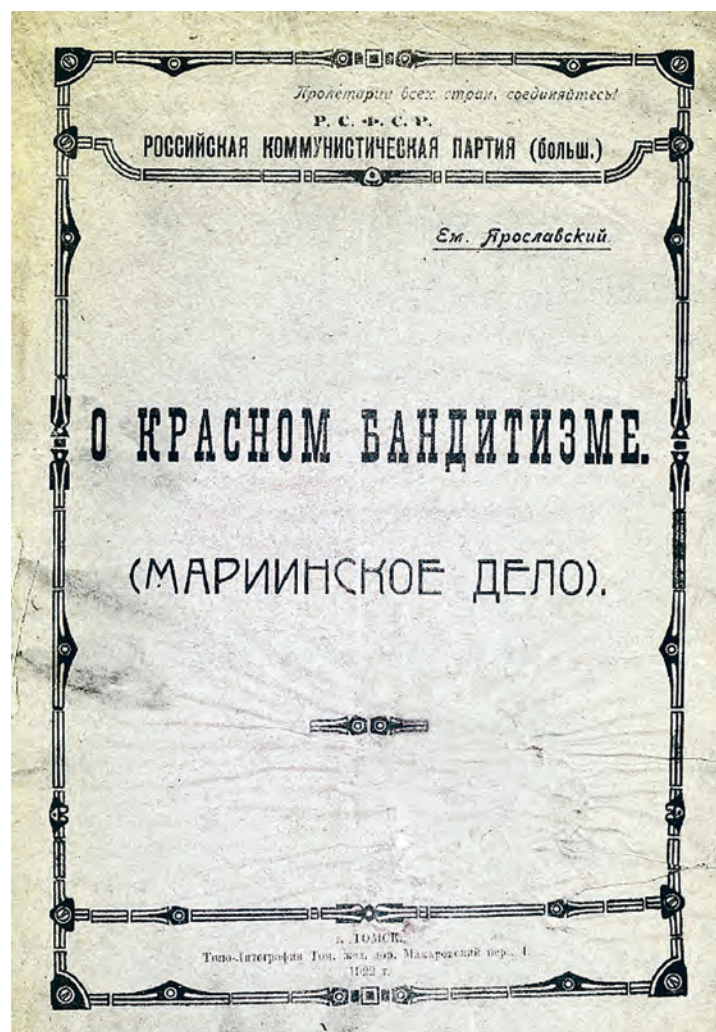 Пролетарии всех стран, соединяйтесь!
Р. С. Ф. С. Р.
РОССИЙСКАЯ КОММУНИСТИЧЕСКАЯ ПАРТИЯ (больш.)
Ем. Ярославский.
О КРАСНОМ БАНДИТИЗМЕ.
(МАРИИНСКОЕ ДЕЛО).
г. ТОМСК.
Типо-Литография Том. жел. дор. Макаровский пер., 4.
1922 г.